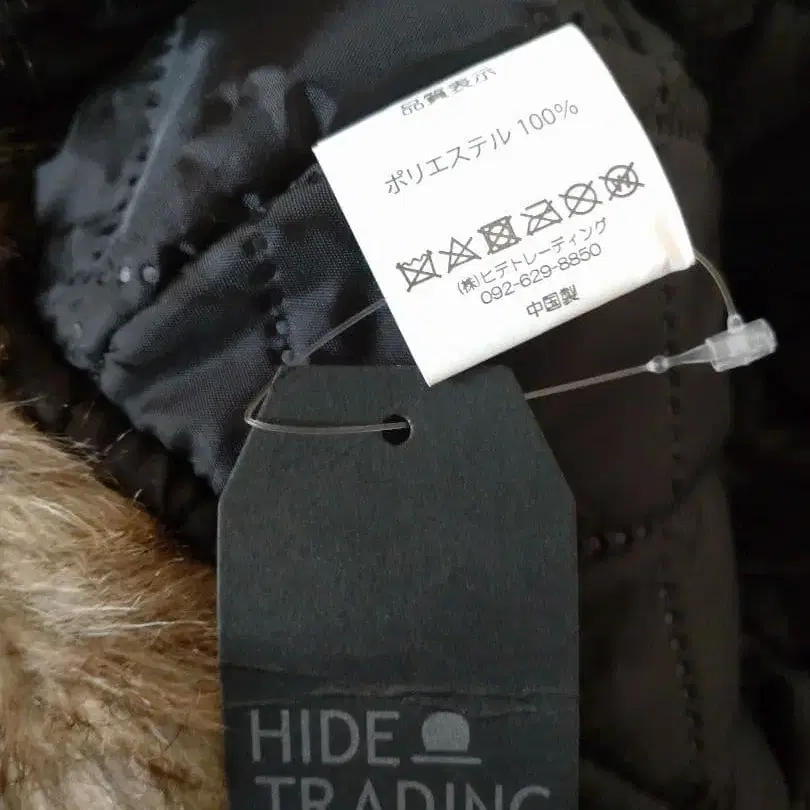 品質表示
ポリエステル 100%
(株)ヒデトレーディング
092-629-8850
中国製
HIDE
TRADING